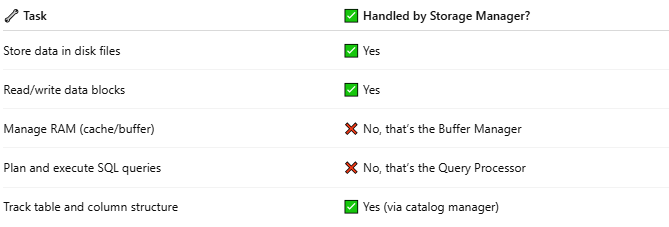 Task ✅ Handled by Storage Manager?
Store data in disk files ✅ Yes
Read/write data blocks ✅ Yes
Manage RAM (cache/buffer) ❌ No, that's the Buffer Manager
Plan and execute SQL queries ❌ No, that's the Query Processor
Track table and column structure ✅ Yes (via catalog manager)